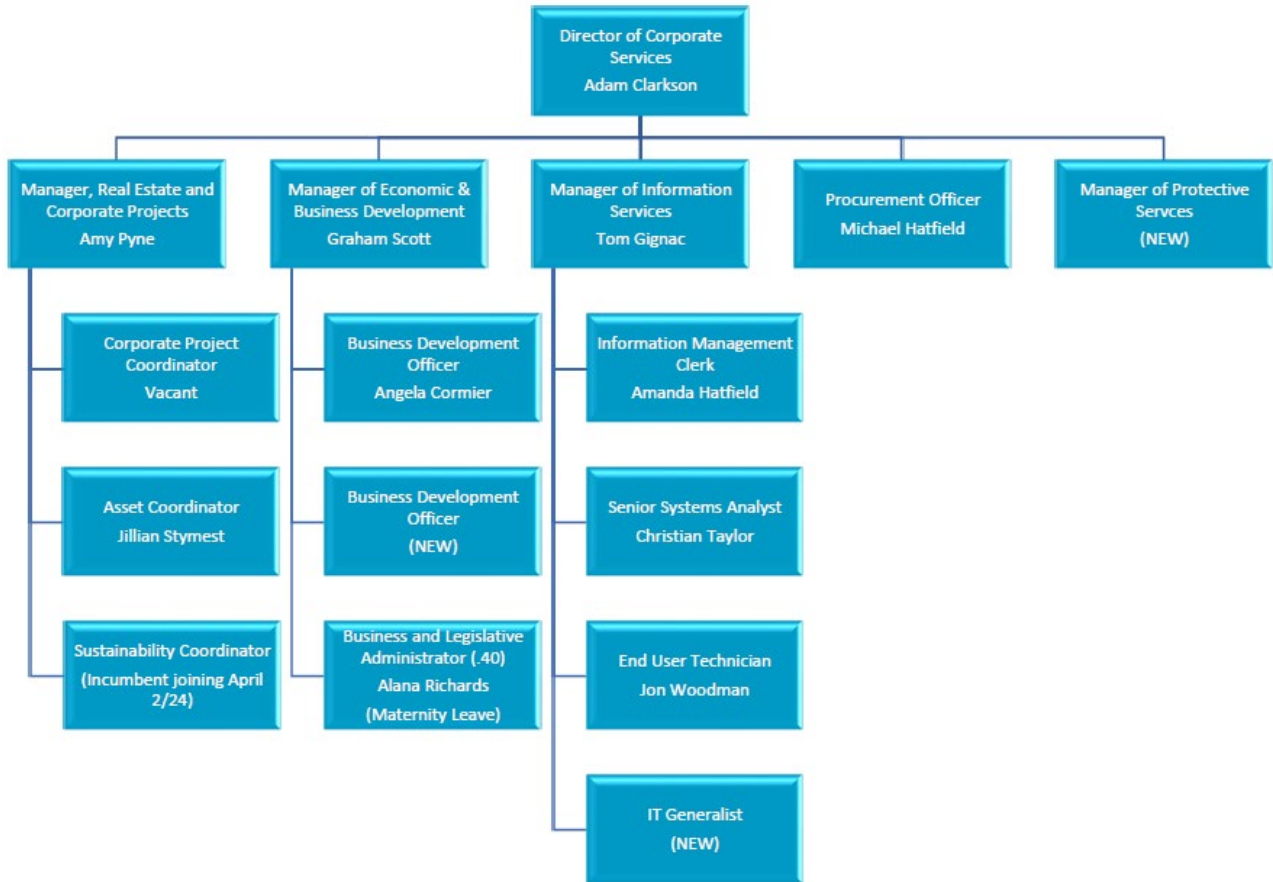 Director of Corporate
Services
Adam Clarkson
Manager, Real Estate and
Corporate Projects
Amy Pyne
Manager of Economic &
Business Development
Graham Scott
Manager of Information
Services
Tom Gignac
Procurement Officer
Michael Hatfield
Manager of Protective
Servces
(NEW)
Corporate Project
Coordinator
Vacant
Business Development
Officer
Angela Cormier
Information Management
Clerk
Amanda Hatfield
Asset Coordinator
Jillian Stymest
Business Development
Officer
(NEW)
Senior Systems Analyst
Christian Taylor
Sustainability Coordinator
(Incumbent joining April
2/24)
Business and Legislative
Administrator (.40)
Alana Richards
(Maternity Leave)
End User Technician
Jon Woodman
IT Generalist
(NEW)